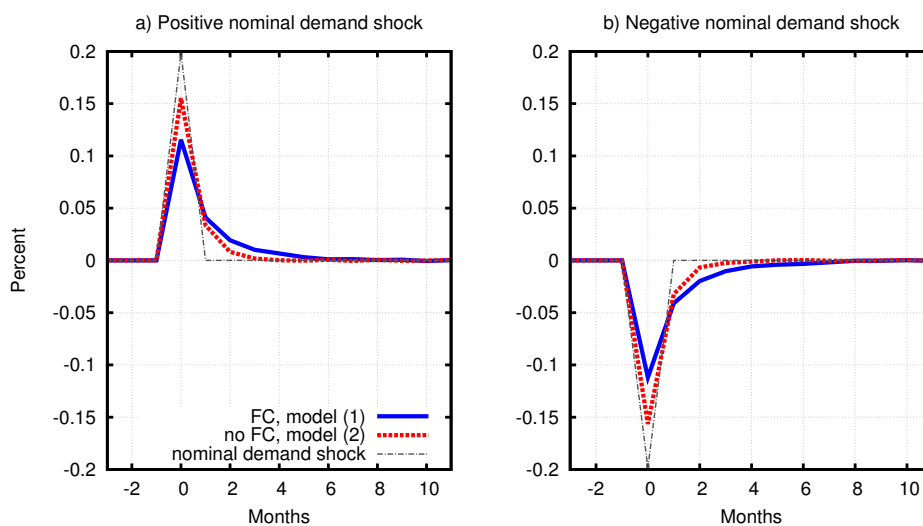 a) Positive nominal demand shock
b) Negative nominal demand shock
Percent
0.2
0.15
0.1
0.05
0
-0.05
-0.1
-0.15
-0.2
FC, model (1)
no FC, model (2)
nominal demand shock
-2 0 2 4 6 8 10
Months
0.2
0.15
0.1
0.05
0
-0.05
-0.1
-0.15
-0.2
-2 0 2 4 6 8 10
Months